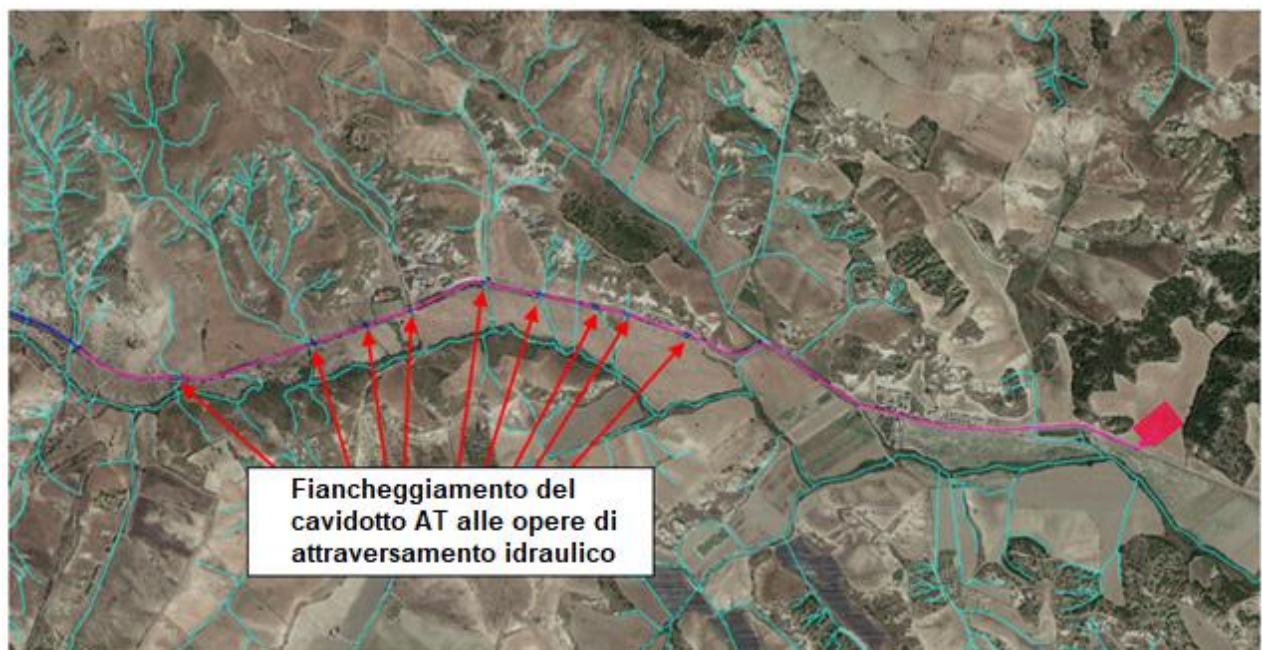 Fiancheggiamento del
cavidotto AT alle opere di
attraversamento idraulico